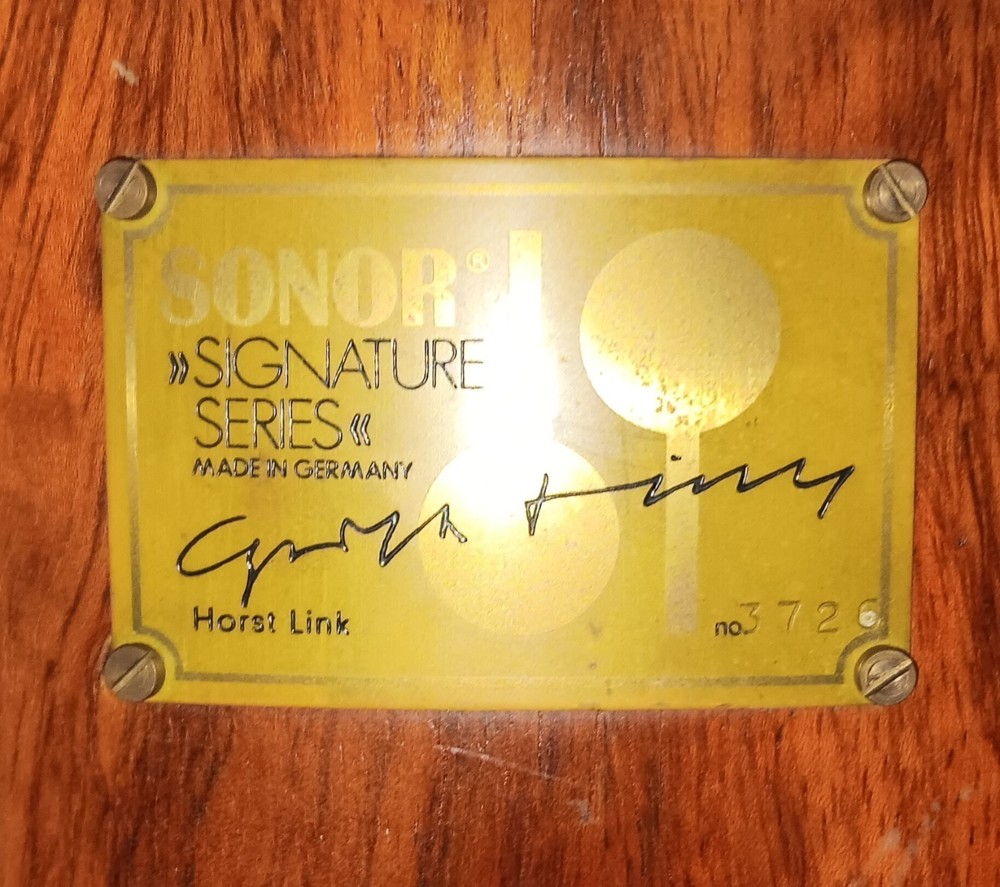 SONOR®
»SIGNATURE
SERIES«
MADE IN GERMANY
Horst Link
no. 3726